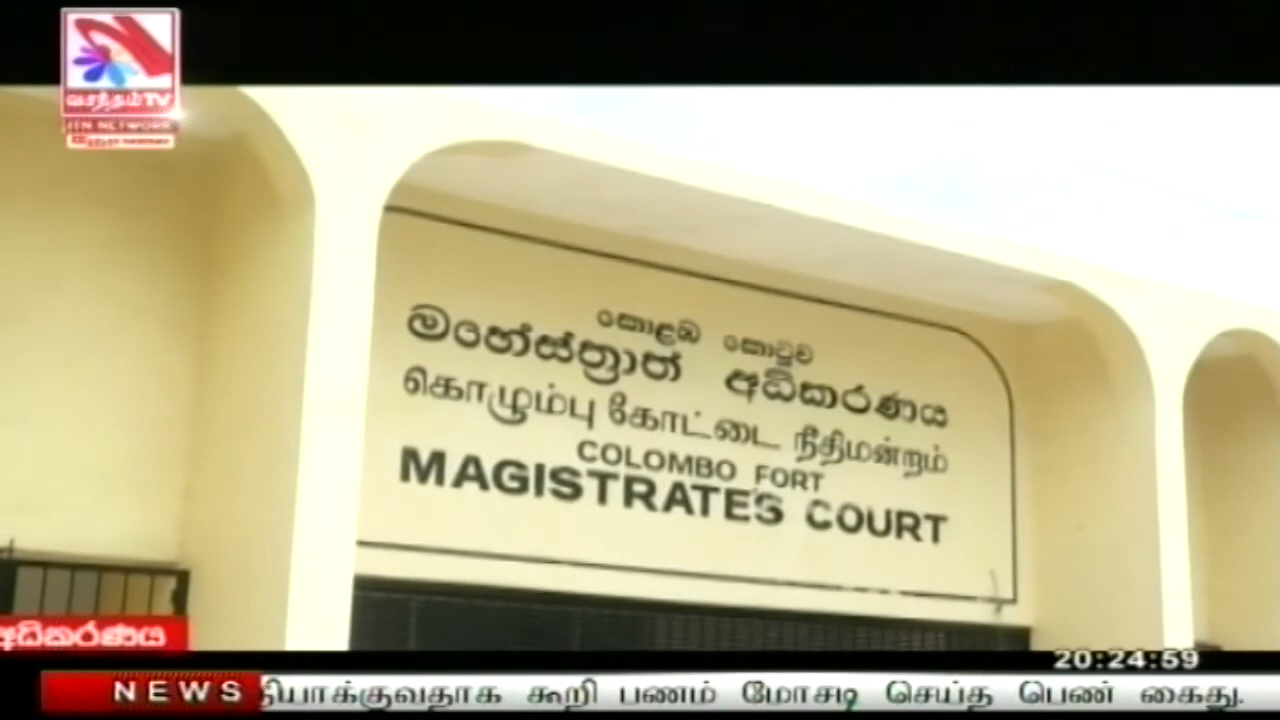 வசந்தம்TV
ITN NETWORK
කොළඹ කොටුව
මහේස්ත්‍රාත් අධිකරණය
கொழும்பு கோட்டை நீதிமன்றம்
COLOMBO FORT
MAGISTRATE'S COURT
අධිකරණය
20:24:59
NEWS தியாக்குவதாக கூறி பணம் மோசடி செய்த பெண் கைது.